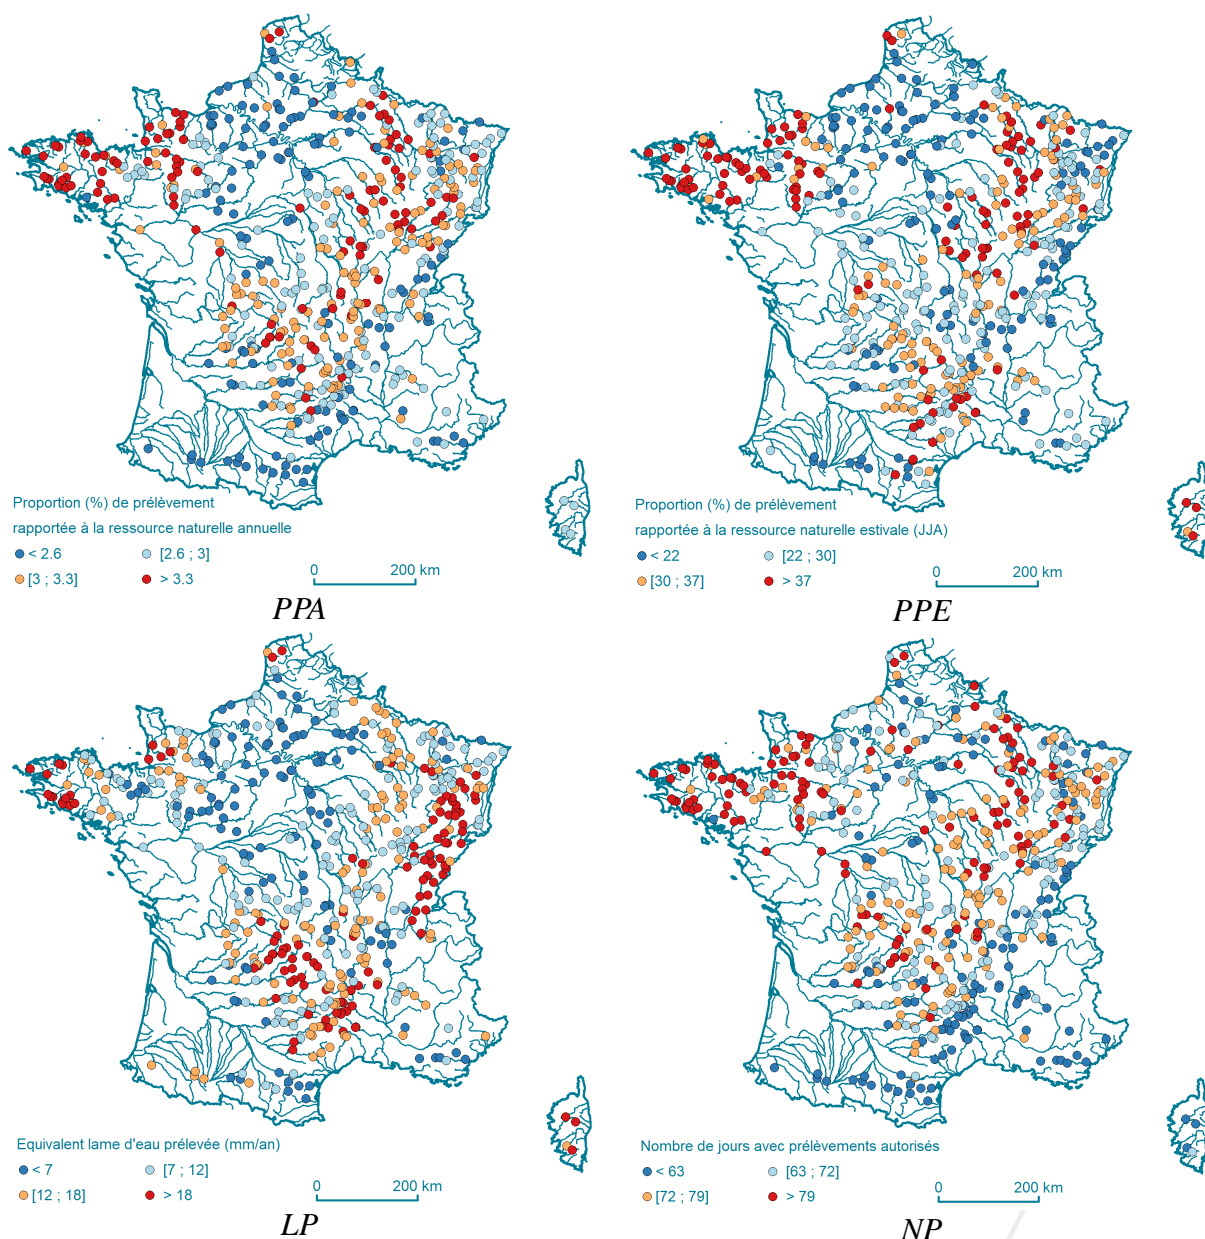 Proportion (%) de prélèvement
rapportée à la ressource naturelle annuelle
< 2.6
[2.6 ; 3]
[3 ; 3.3]
> 3.3
0
200 km
PPA
Proportion (%) de prélèvement
rapportée à la ressource naturelle estivale (JJA)
< 22
[22 ; 30]
[30 ; 37]
> 37
0
200 km
PPE
Equivalent lame d'eau prélevée (mm/an)
< 7
[7 ; 12]
[12 ; 18]
> 18
0
200 km
LP
Nombre de jours avec prélèvements autorisés
< 63
[63 ; 72]
[72 ; 79]
> 79
0
200 km
NP